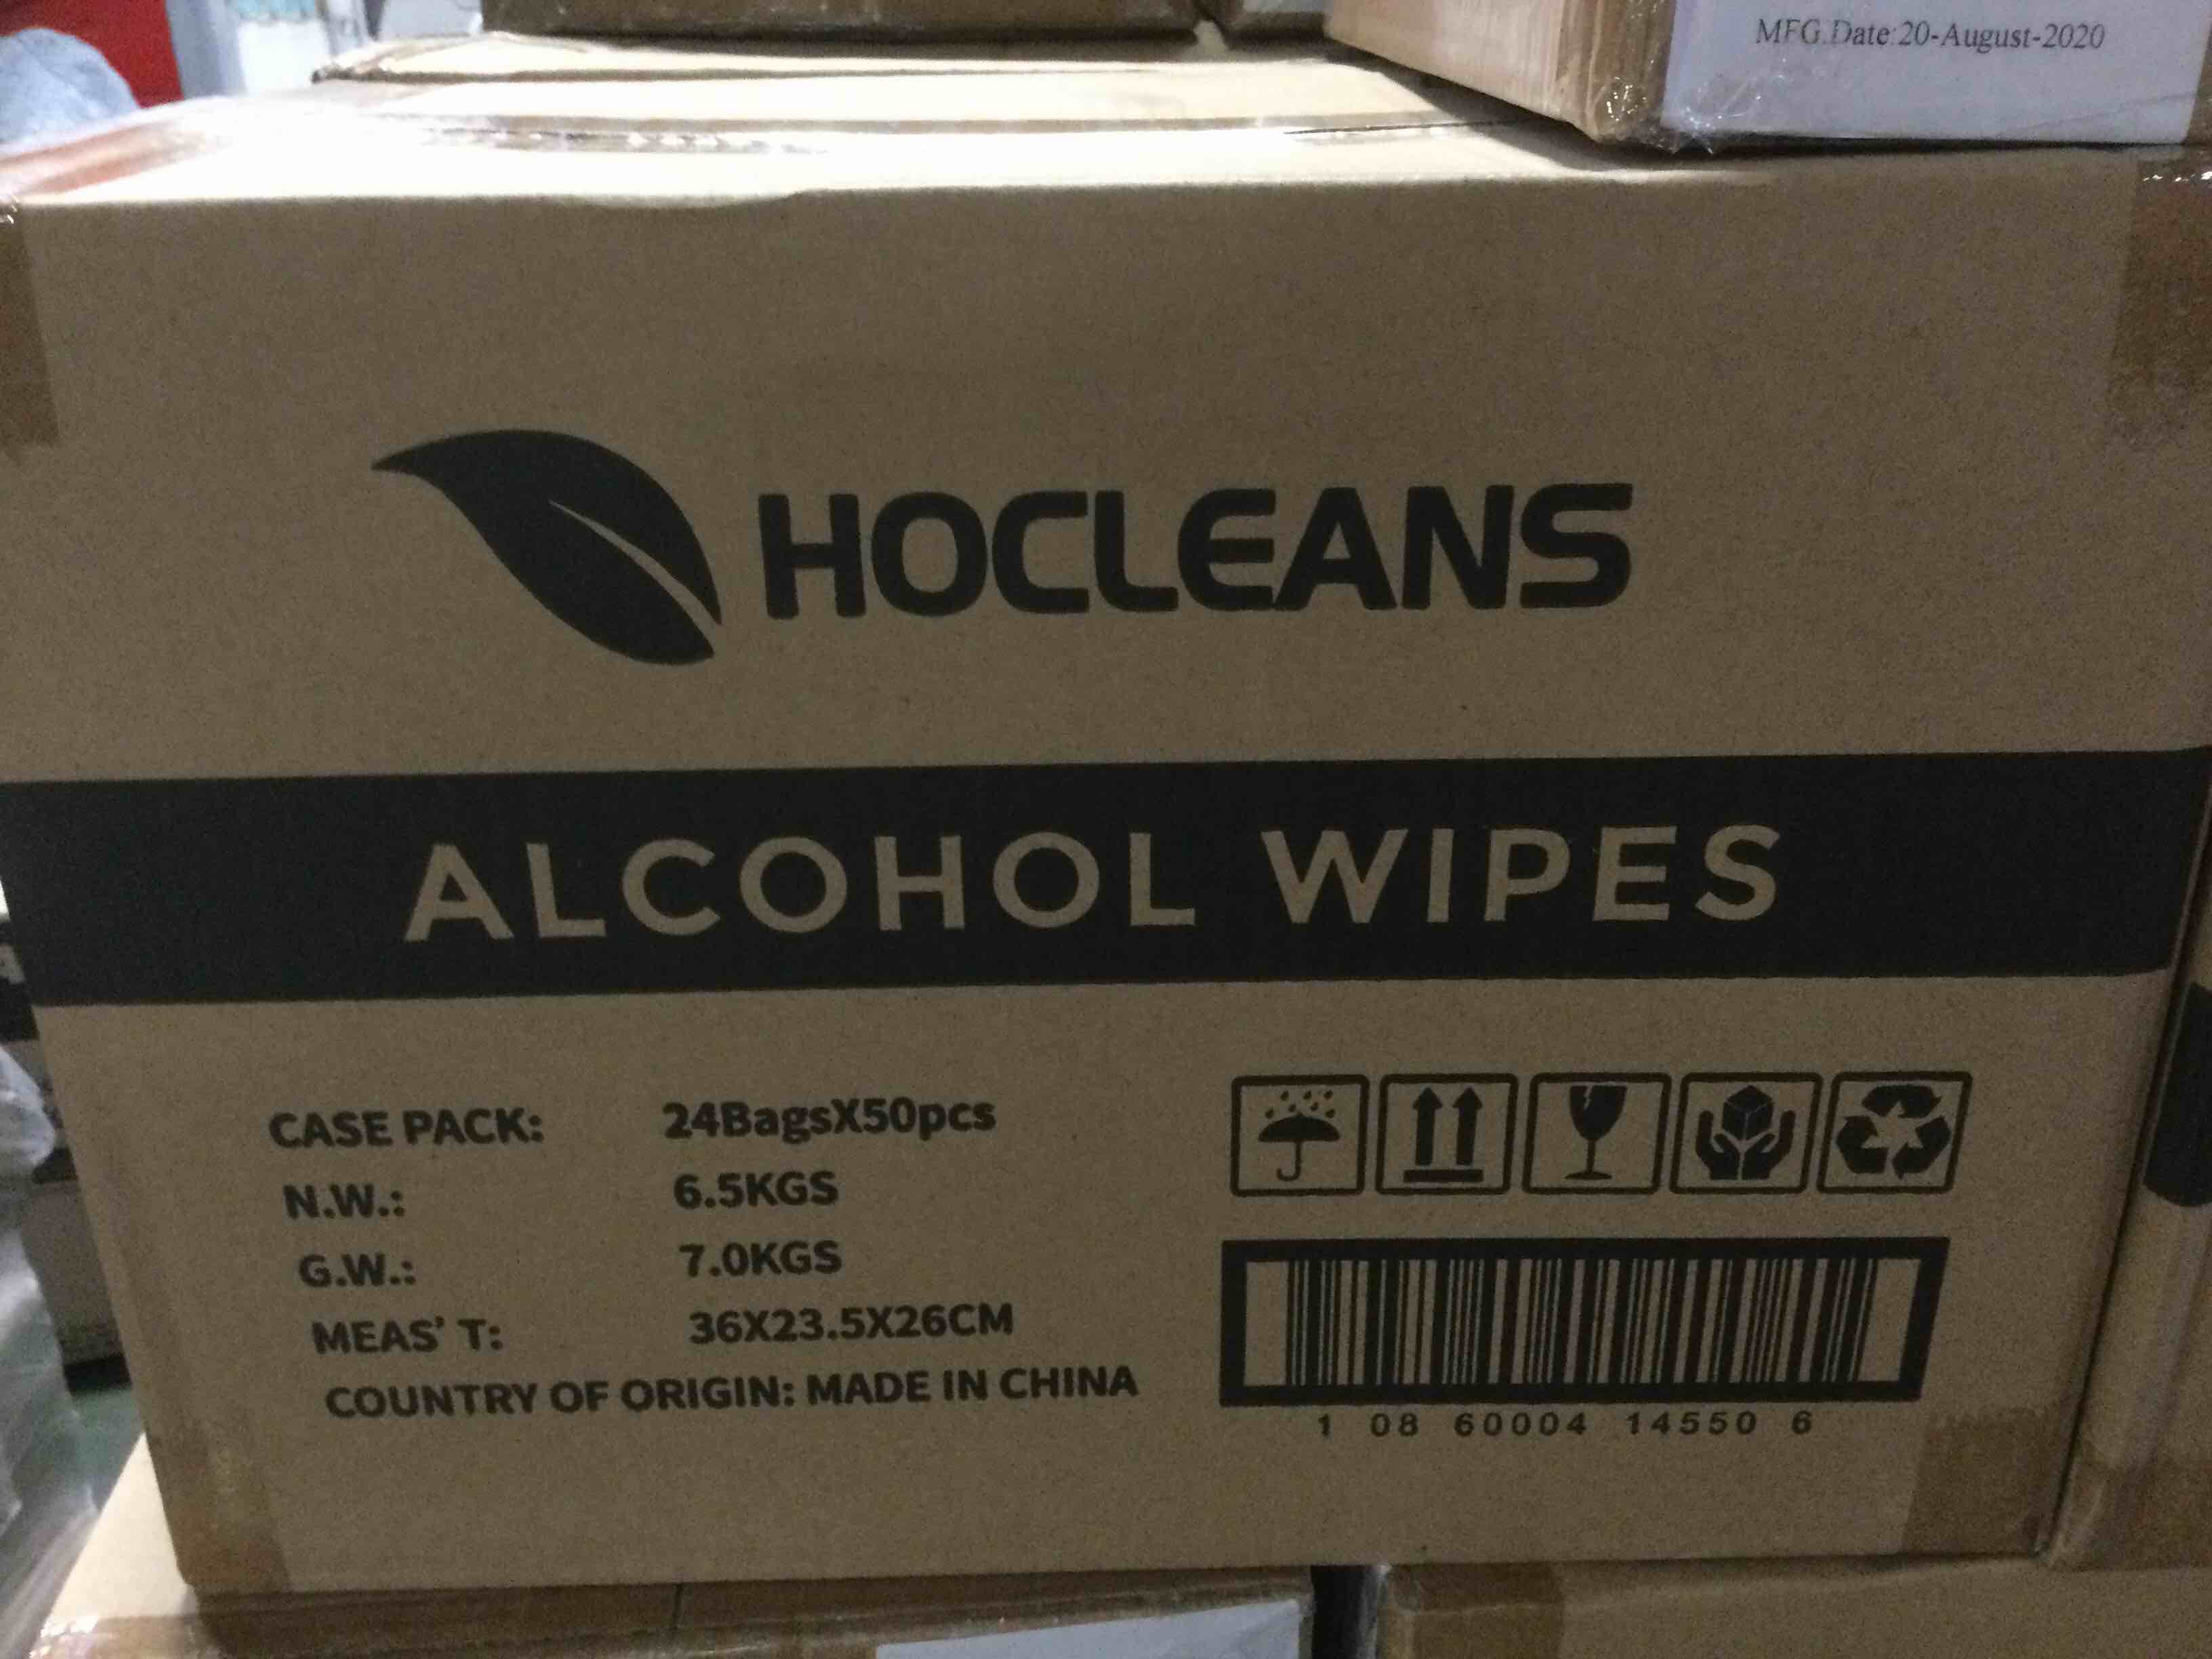 MFG.Date:20-August-2020
HOCLEANS
ALCOHOL WIPES
CASE PACK: 24BagsX50pcs
N.W.: 6.5KGS
G.W.: 7.0KGS
MEAS' T: 36X23.5X26CM
COUNTRY OF ORIGIN: MADE IN CHINA
1 08 60004 14550 6